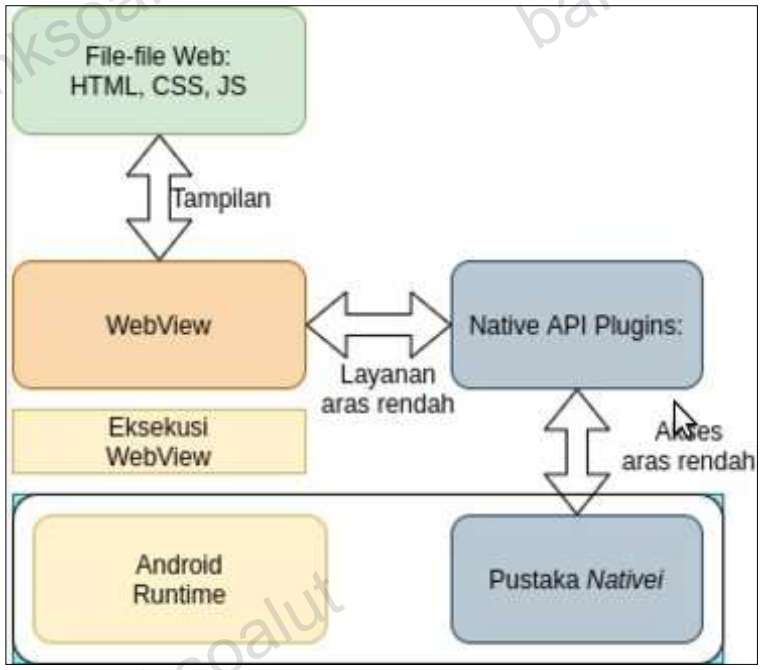 File-file Web:
HTML, CSS, JS
Tampilan
WebView
Native API Plugins:
Layanan
aras rendah
Eksekusi
WebView
Akses
aras rendah
Android
Runtime
Pustaka Nativei